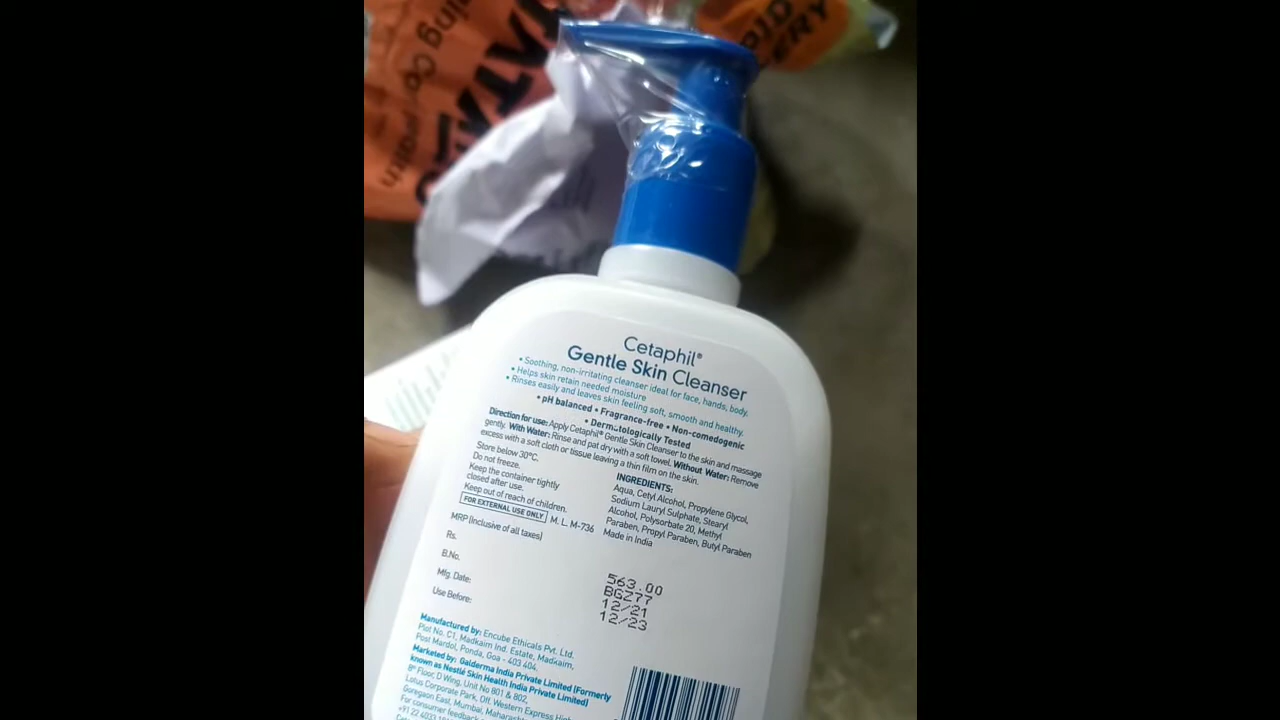 Cetaphil®
Gentle Skin Cleanser
• Soothing, non-irritating cleanser ideal for face, hands, body.
• Helps skin retain needed moisture
• Rinses easily and leaves skin feeling soft, smooth and healthy.
• pH balanced • Fragrance-free • Non-comedogenic
• Dermatologically Tested
Direction for use: Apply Cetaphil® Gentle Skin Cleanser to the skin and massage
gently. With Water: Rinse and pat dry with a soft towel. Without Water: Remove
excess with a soft cloth or tissue leaving a thin film on the skin.
Store below 30°C.
Do not freeze.
Keep the container tightly
closed after use.
Keep out of reach of children.
FOR EXTERNAL USE ONLY M. L. M-736
INGREDIENTS:
Aqua, Cetyl Alcohol, Propylene Glycol,
Sodium Lauryl Sulphate, Stearyl
Alcohol, Polysorbate 20, Methyl
Paraben, Propyl Paraben, Butyl Paraben
Made in India
MRP (Inclusive of all taxes)
Rs. 563.00
B.No. BGZ77
Mfg. Date: 12/21
Use Before: 12/23
Manufactured by: Encube Ethicals Pvt. Ltd.
Plot No. C1, Madkaim Ind. Estate, Madkaim,
Post Mardol, Ponda, Goa - 403 404.
Marketed by: Galderma India Private Limited (Formerly
known as Nestlé Skin Health India Private Limited)
8th Floor, D Wing, Unit No 801 & 802,
Lotus Corporate Park, Off. Western Express
Goregaon East, Mumbai,
For consumer feedback
+91 22 4033